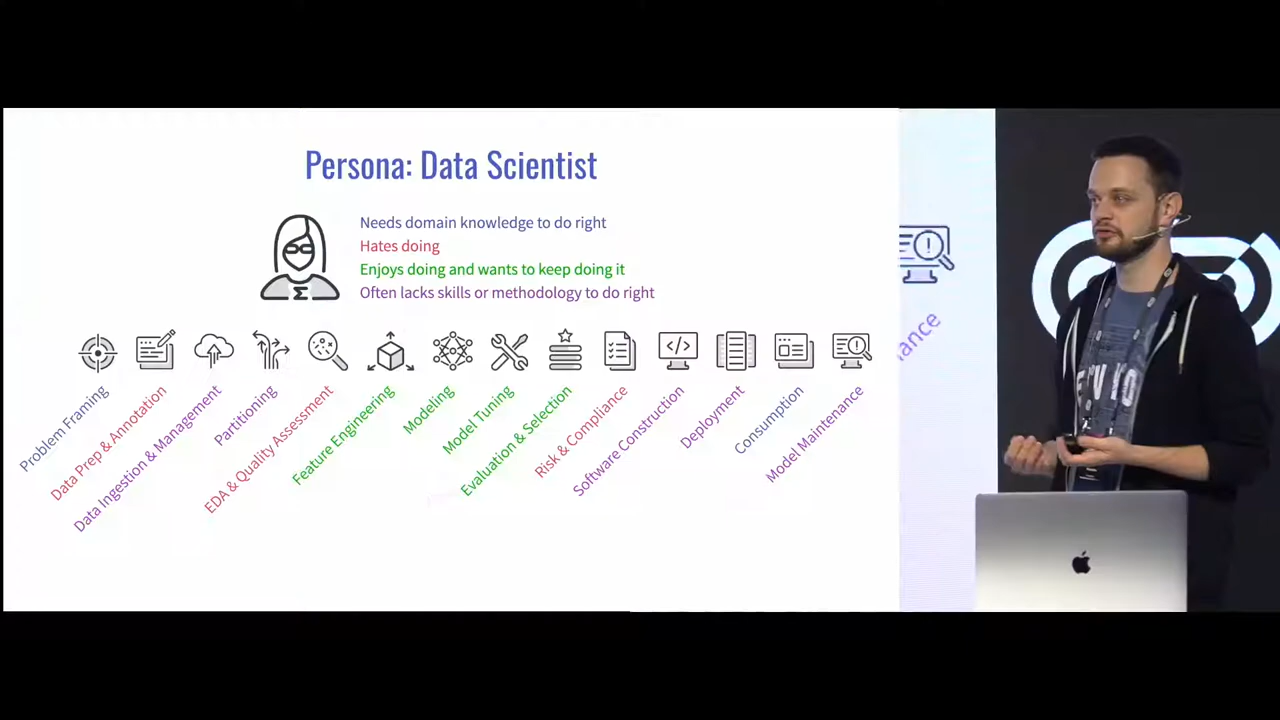 Persona: Data Scientist
Needs domain knowledge to do right
Hates doing
Enjoys doing and wants to keep doing it
Often lacks skills or methodology to do right
Problem Framing
Data Prep & Annotation
Data Ingestion & Management
Partitioning
EDA & Quality Assessment
Feature Engineering
Modeling
Model Tuning
Evaluation & Selection
Risk & Compliance
Software Construction
Deployment
Consumption
Model Maintenance
ance